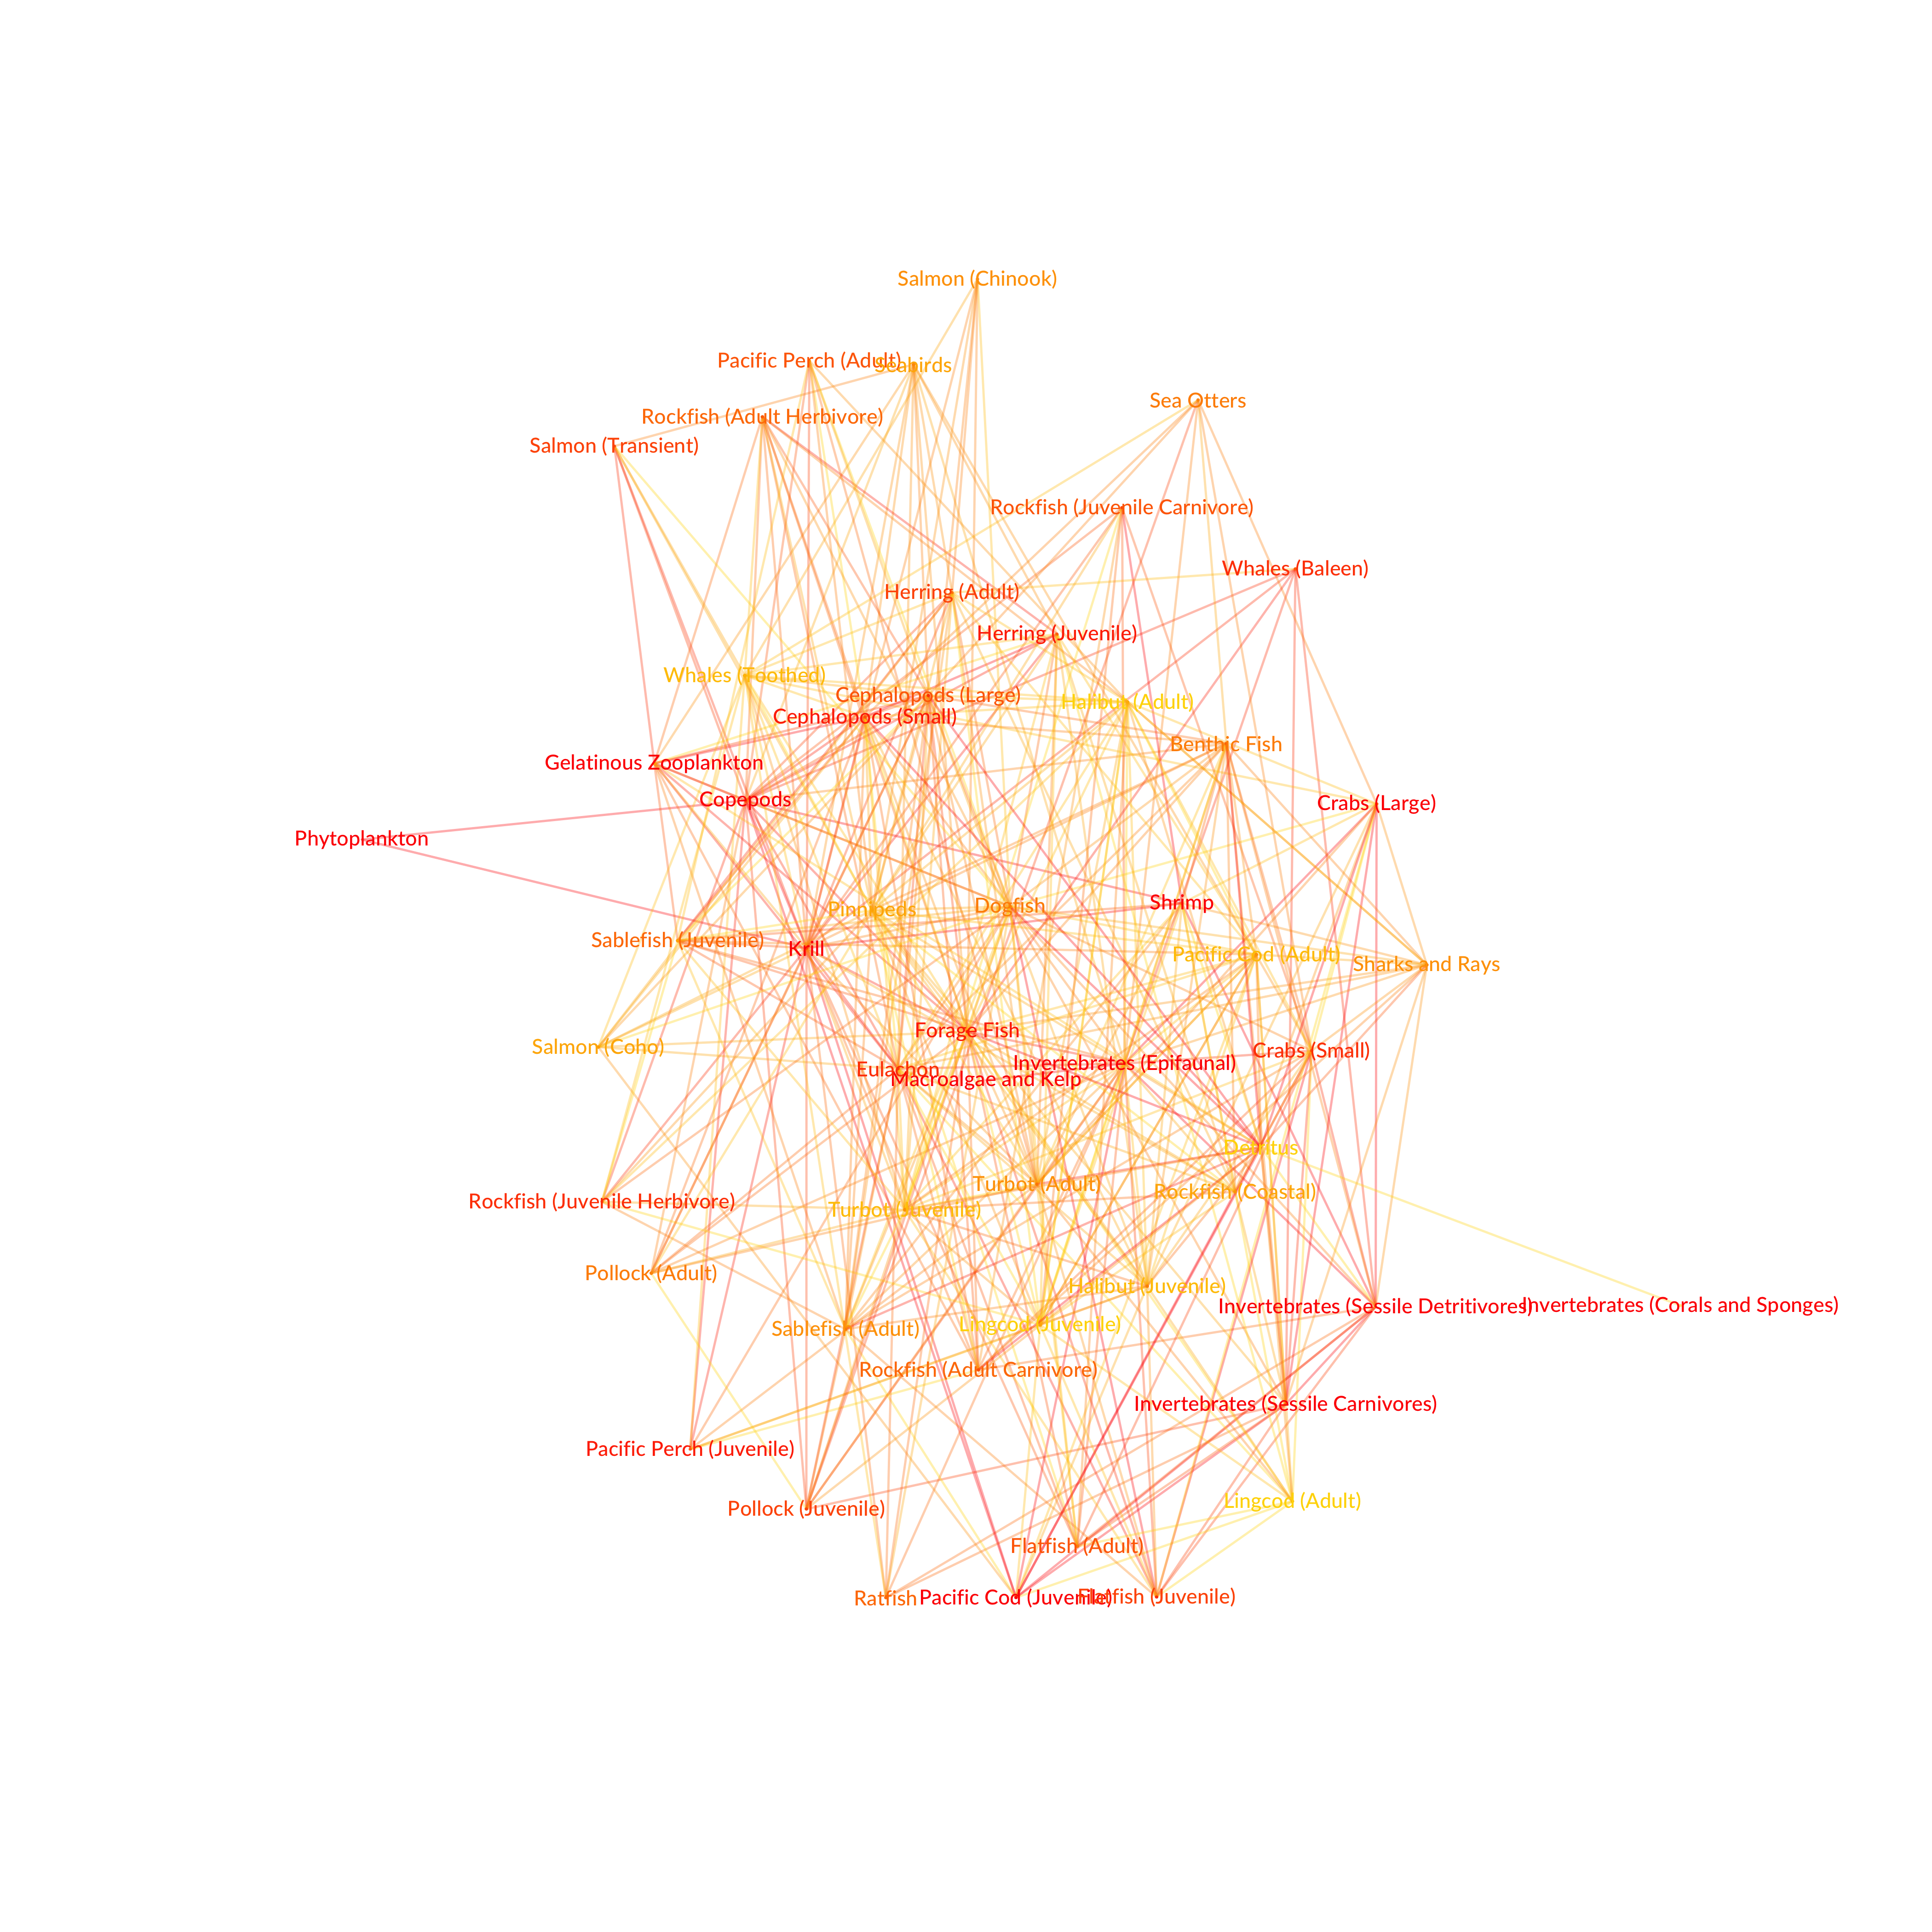 Salmon (Chinook)
Pacific Perch (Adult)
Seabirds
Sea Otters
Rockfish (Adult Herbivore)
Salmon (Transient)
Rockfish (Juvenile Carnivore)
Whales (Baleen)
Herring (Adult)
Herring (Juvenile)
Whales (Toothed)
Cephalopods (Large)
Halibut (Adult)
Cephalopods (Small)
Benthic Fish
Gelatinous Zooplankton
Copepods
Crabs (Large)
Phytoplankton
Shrimp
Pinnipeds
Dogfish
Sablefish (Juvenile)
Krill
Pacific Cod (Adult)
Sharks and Rays
Forage Fish
Salmon (Coho)
Crabs (Small)
Invertebrates (Epifaunal)
Eulachon
Macroalgae and Kelp
Detritus
Turbot (Adult)
Rockfish (Coastal)
Rockfish (Juvenile Herbivore)
Turbot (Juvenile)
Pollock (Adult)
Halibut (Juvenile)
Invertebrates (Sessile Detritivores)
Invertebrates (Corals and Sponges)
Sablefish (Adult)
Lingcod (Juvenile)
Rockfish (Adult Carnivore)
Invertebrates (Sessile Carnivores)
Pacific Perch (Juvenile)
Lingcod (Adult)
Pollock (Juvenile)
Flatfish (Adult)
Ratfish
Pacific Cod (Juvenile)
Flatfish (Juvenile)